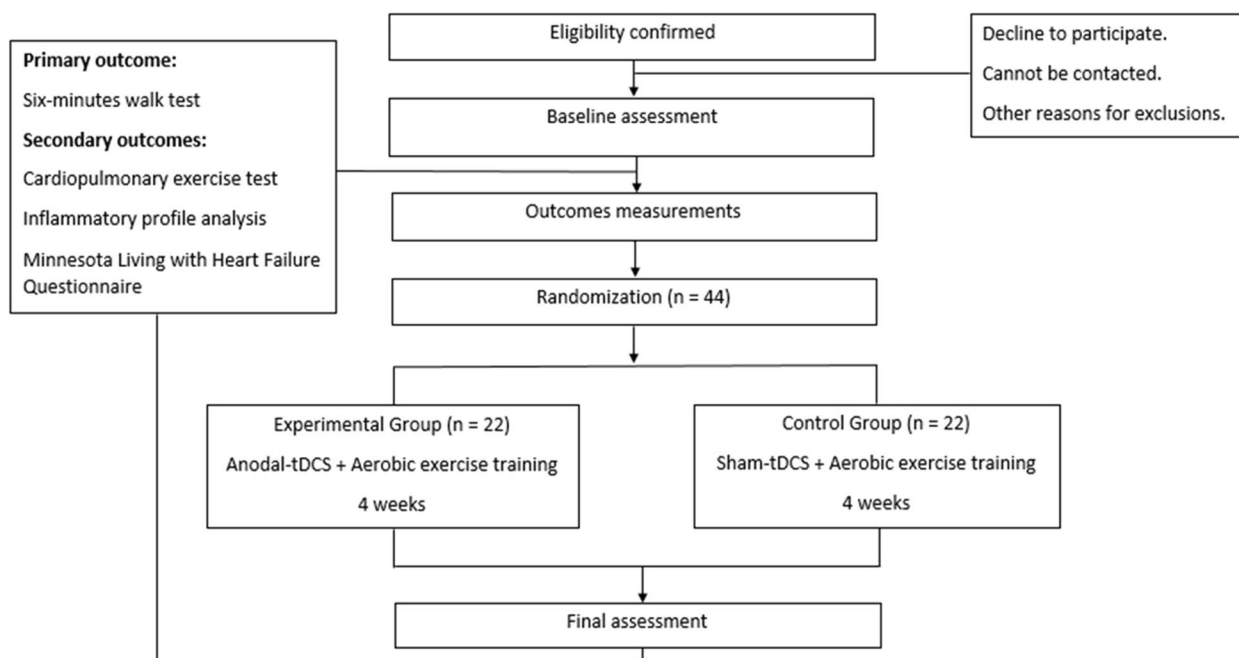 Eligibility confirmed
Decline to participate.
Cannot be contacted.
Other reasons for exclusions.
Primary outcome:
Six-minutes walk test
Secondary outcomes:
Cardiopulmonary exercise test
Inflammatory profile analysis
Minnesota Living with Heart Failure
Questionnaire
Baseline assessment
Outcomes measurements
Randomization (n = 44)
Experimental Group (n = 22)
Anodal-tDCS + Aerobic exercise training
4 weeks
Control Group (n = 22)
Sham-tDCS + Aerobic exercise training
4 weeks
Final assessment